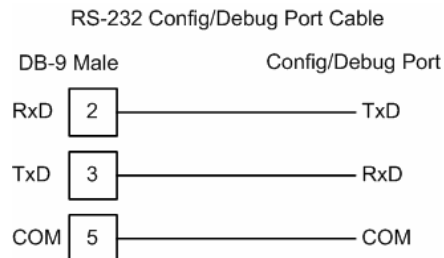 RS-232 Config/Debug Port Cable
DB-9 Male Config/Debug Port
RxD 2 TxD
TxD 3 RxD
COM 5 COM